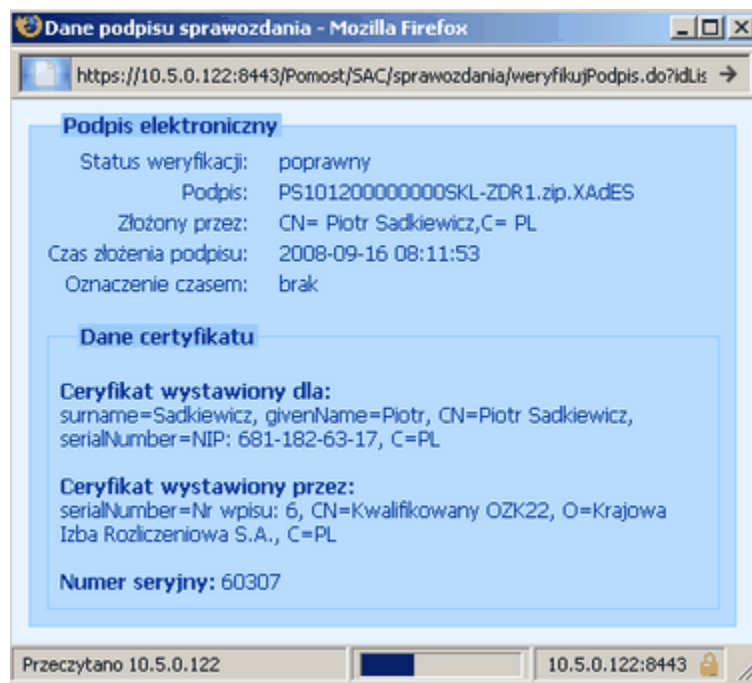 Dane podpisu sprawozdania - Mozilla Firefox
https://10.5.0.122:8443/Pomost/SAC/sprawozdania/weryfikujPodpis.do?idLis
Podpis elektroniczny
Status weryfikacji: poprawny
Podpis: PS101200000000SKL-ZDR1.zip.XAdES
Złożony przez: CN= Piotr Sadkiewicz,C= PL
Czas złożenia podpisu: 2008-09-16 08:11:53
Oznaczenie czasem: brak
Dane certyfikatu
Ceryfikat wystawiony dla:
surname=Sadkiewicz, givenName=Piotr, CN=Piotr Sadkiewicz,
serialNumber=NIP: 681-182-63-17, C=PL
Ceryfikat wystawiony przez:
serialNumber=Nr wpisu: 6, CN=Kwalifikowany OZK22, O=Krajowa
Izba Rozliczeniowa S.A., C=PL
Numer seryjny: 60307
Przeczytano 10.5.0.122 10.5.0.122:8443